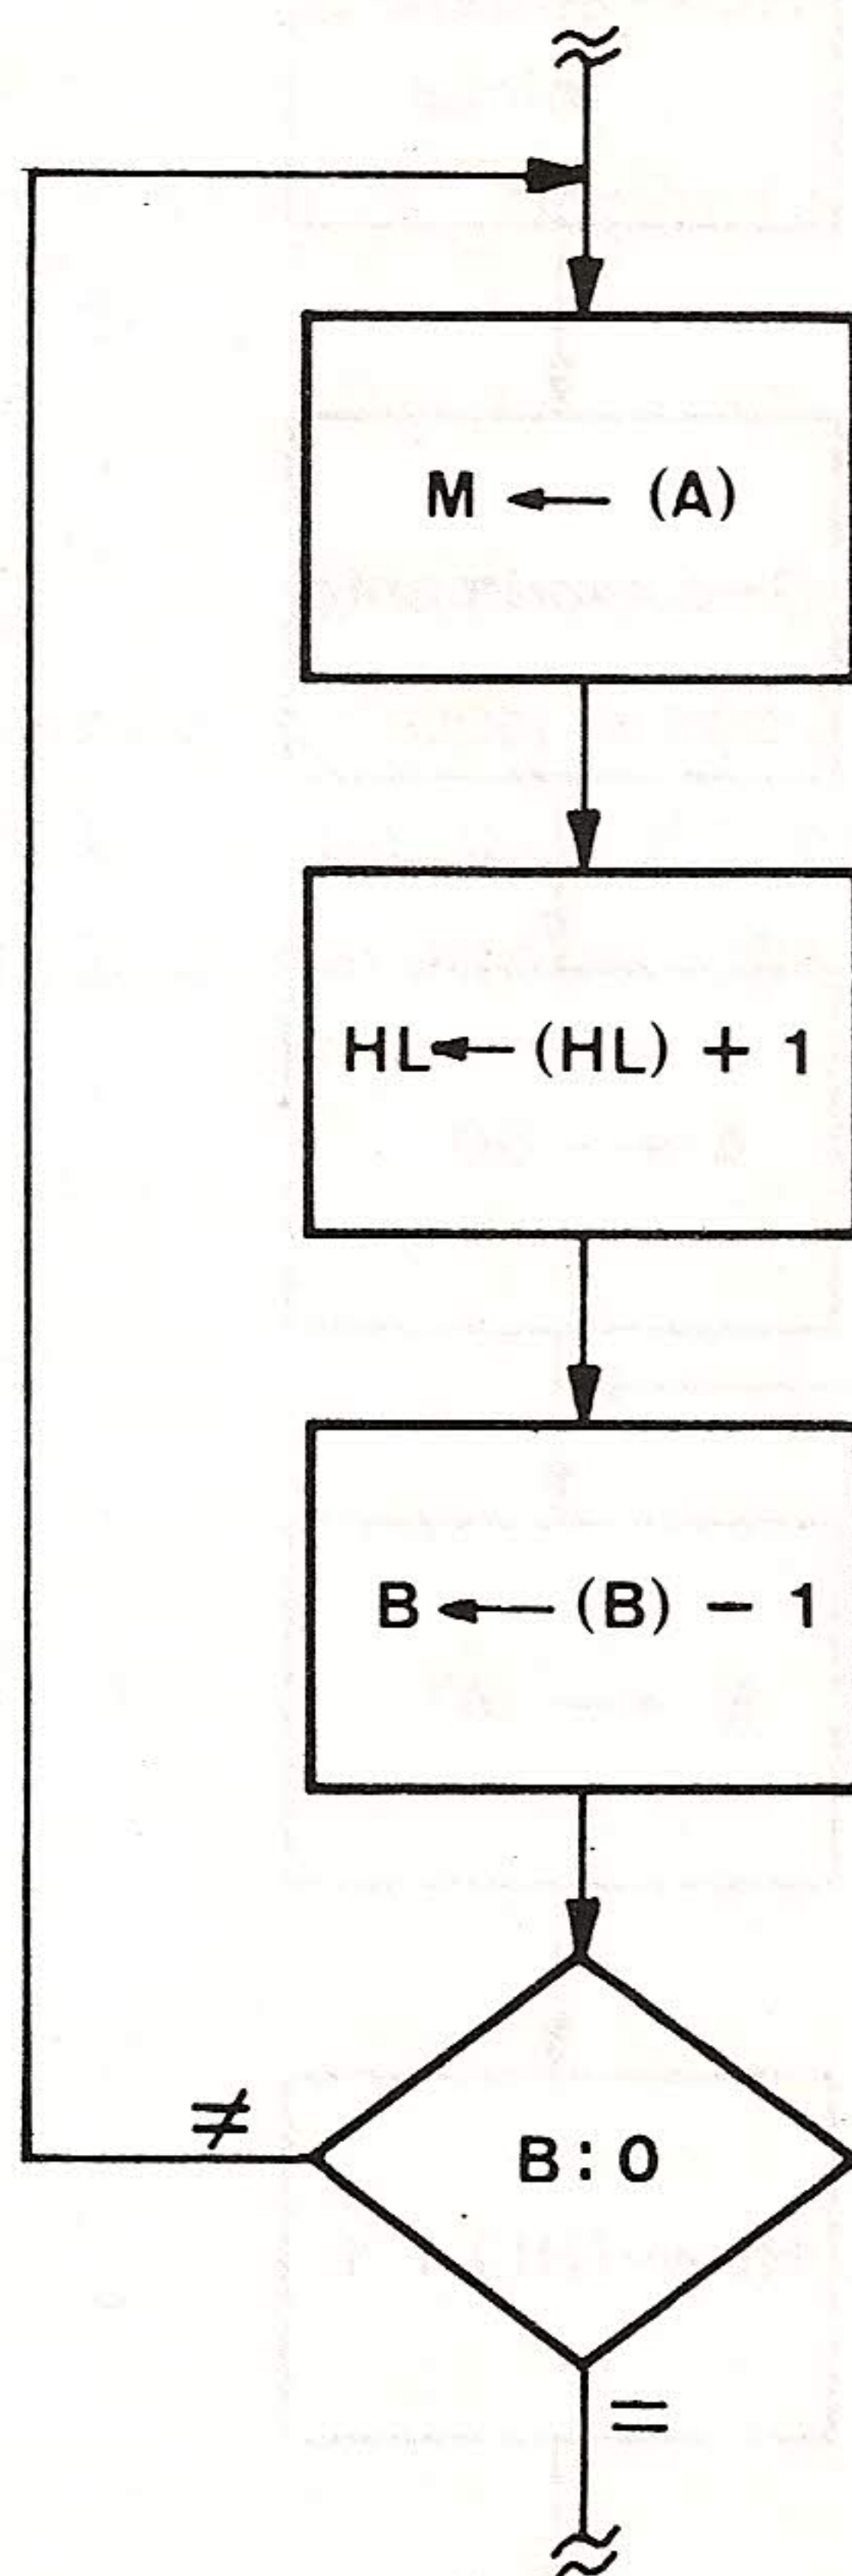 M ← (A)
HL ← (HL) + 1
B ← (B) − 1
≠
B : 0
=